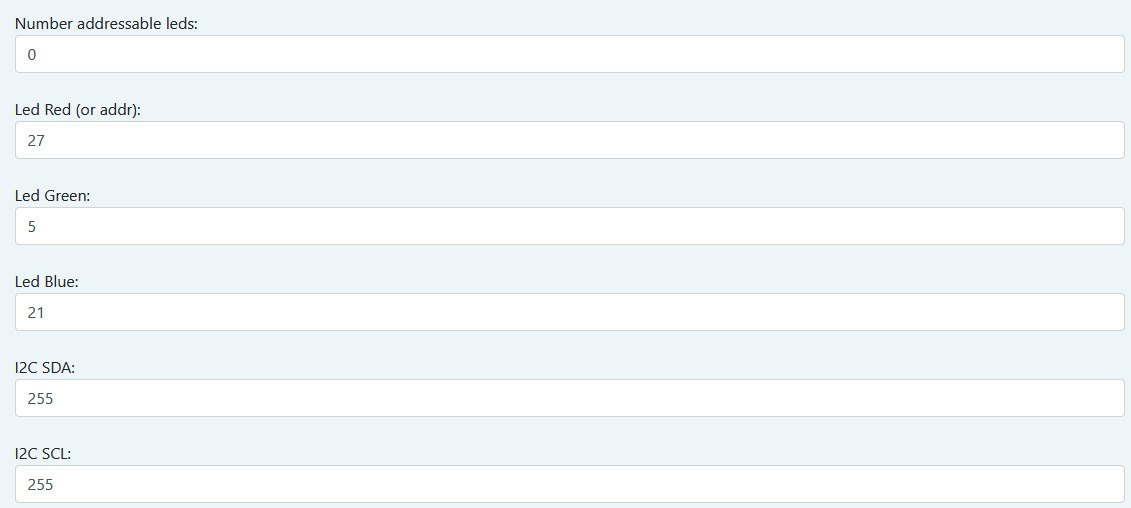 Number addressable leds:
0
Led Red (or addr):
27
Led Green:
5
Led Blue:
21
I2C SDA:
255
I2C SCL:
255